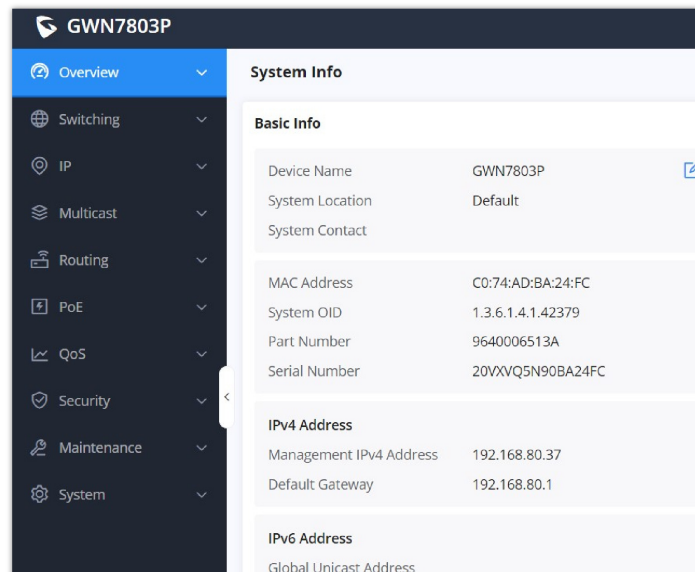 GWN7803P
Overview
Switching
IP
Multicast
Routing
PoE
QoS
Security
Maintenance
System
System Info
Basic Info
Device Name GWN7803P
System Location Default
System Contact
MAC Address C0:74:AD:BA:24:FC
System OID 1.3.6.1.4.1.42379
Part Number 9640006513A
Serial Number 20VXVQ5N90BA24FC
IPv4 Address
Management IPv4 Address 192.168.80.37
Default Gateway 192.168.80.1
IPv6 Address
Global Unicast Address